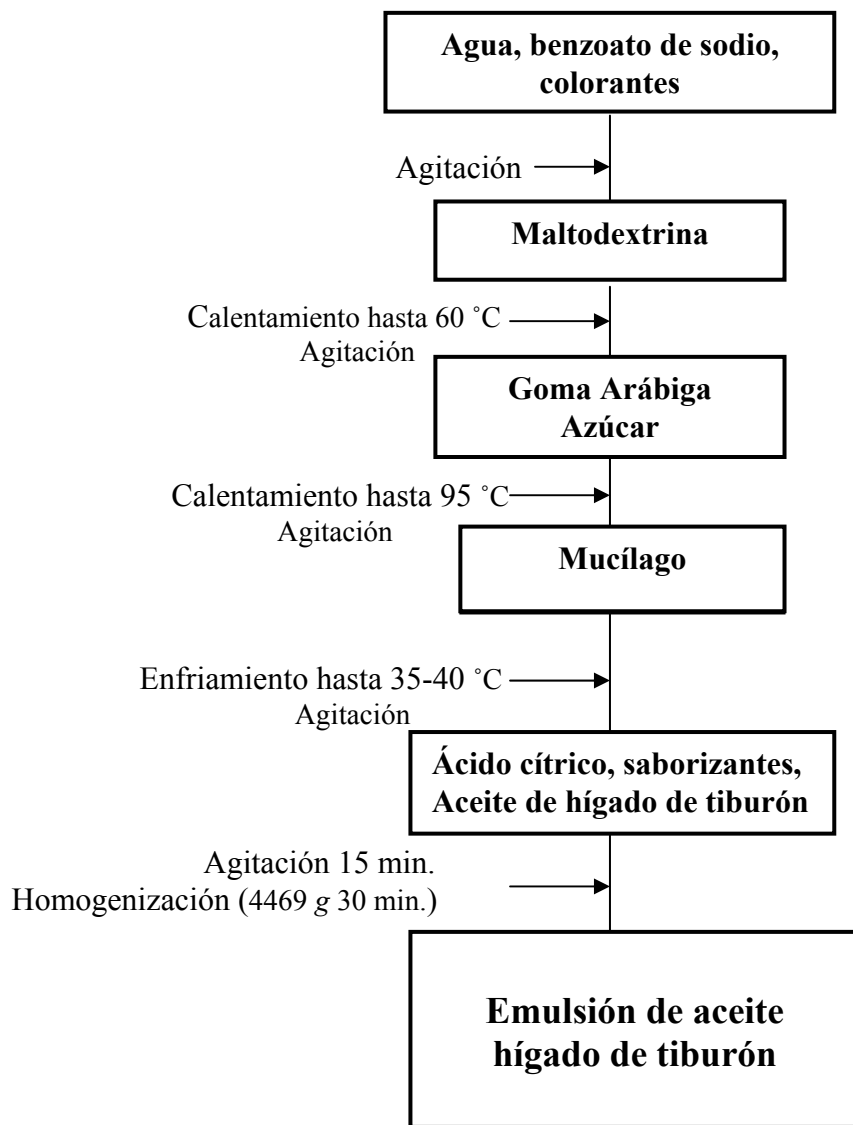 Agua, benzoato de sodio,
colorantes
Agitación
Maltodextrina
Calentamiento hasta 60 ˚C
Agitación
Goma Arábiga
Azúcar
Calentamiento hasta 95 ˚C
Agitación
Mucílago
Enfriamiento hasta 35-40 ˚C
Agitación
Ácido cítrico, saborizantes,
Aceite de hígado de tiburón
Agitación 15 min.
Homogenización (4469 g 30 min.)
Emulsión de aceite
hígado de tiburón